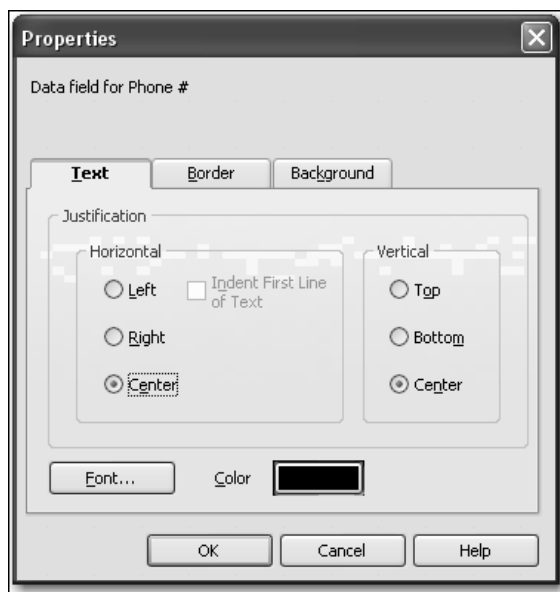 Properties
Data field for Phone #
Text Border Background
Justification
Horizontal Vertical
Left Indent First Line of Text Top
Right Bottom
Center Center
Font... Color
OK Cancel Help